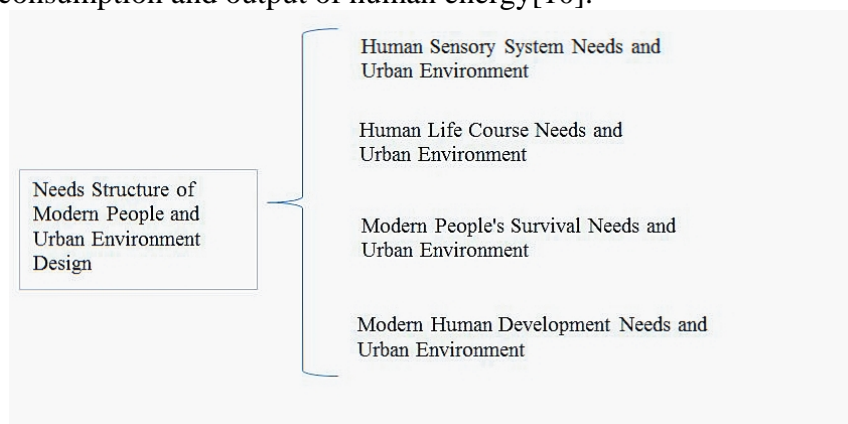 consumption and output of human energy[10].
Human Sensory System Needs and
Urban Environment
Human Life Course Needs and
Urban Environment
Needs Structure of
Modern People and
Urban Environment
Design
Modern People's Survival Needs and
Urban Environment
Modern Human Development Needs and
Urban Environment